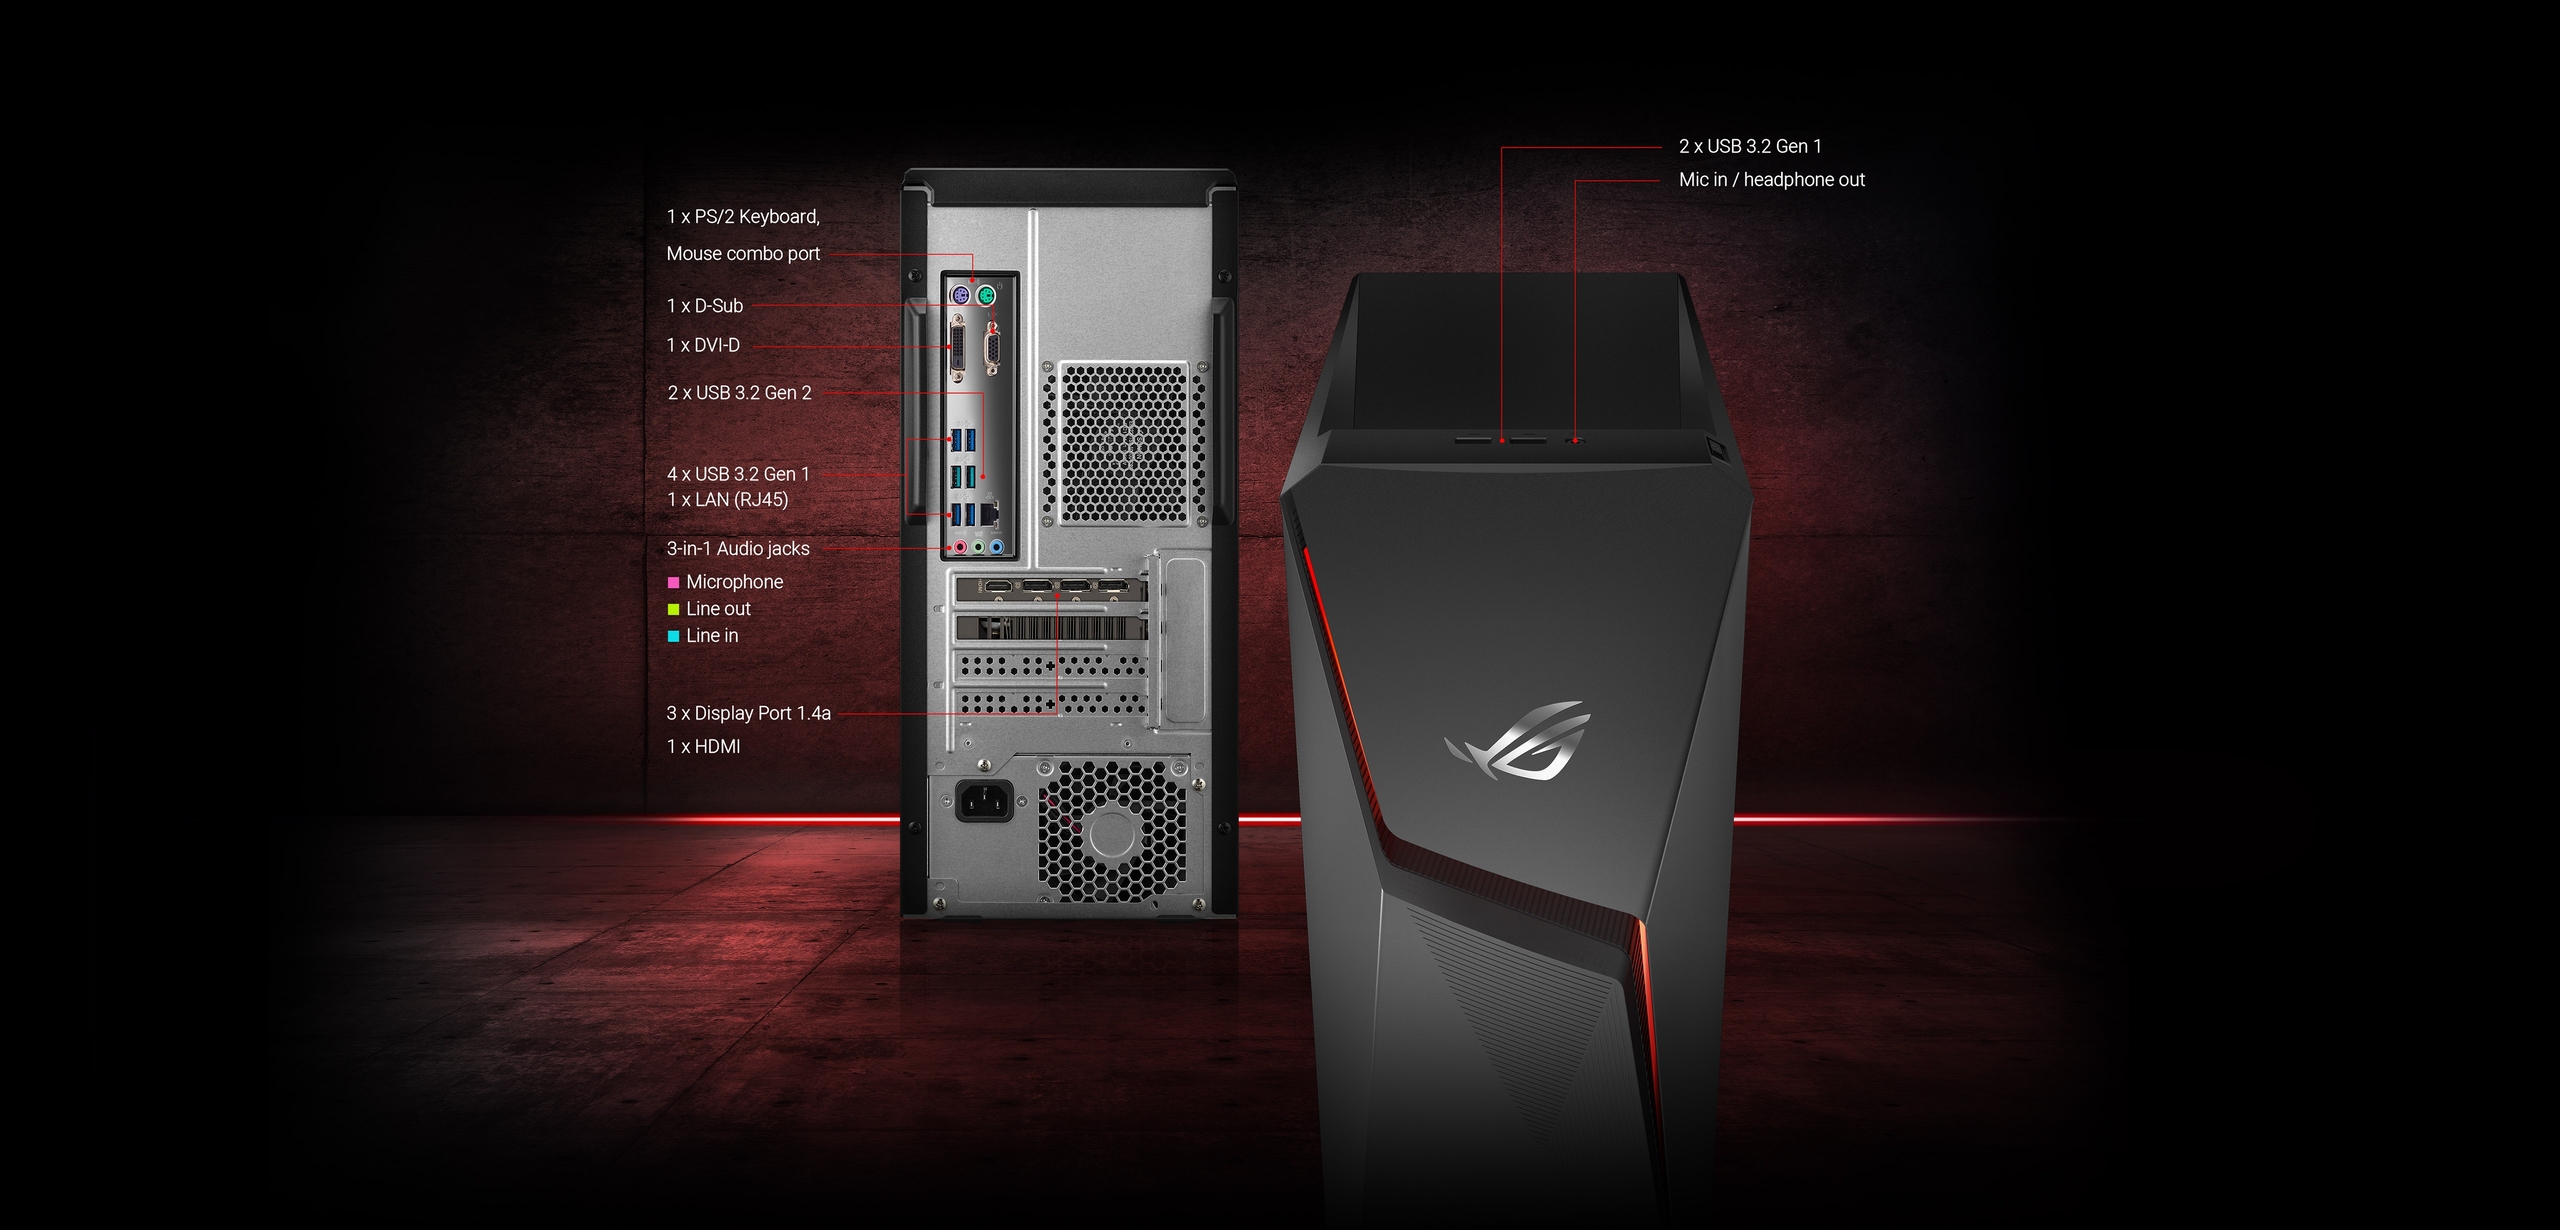 1 x PS/2 Keyboard,
Mouse combo port
1 x D-Sub
1 x DVI-D
2 x USB 3.2 Gen 2
4 x USB 3.2 Gen 1
1 x LAN (RJ45)
3-in-1 Audio jacks
Microphone
Line out
Line in
3 x Display Port 1.4a
1 x HDMI
2 x USB 3.2 Gen 1
Mic in / headphone out